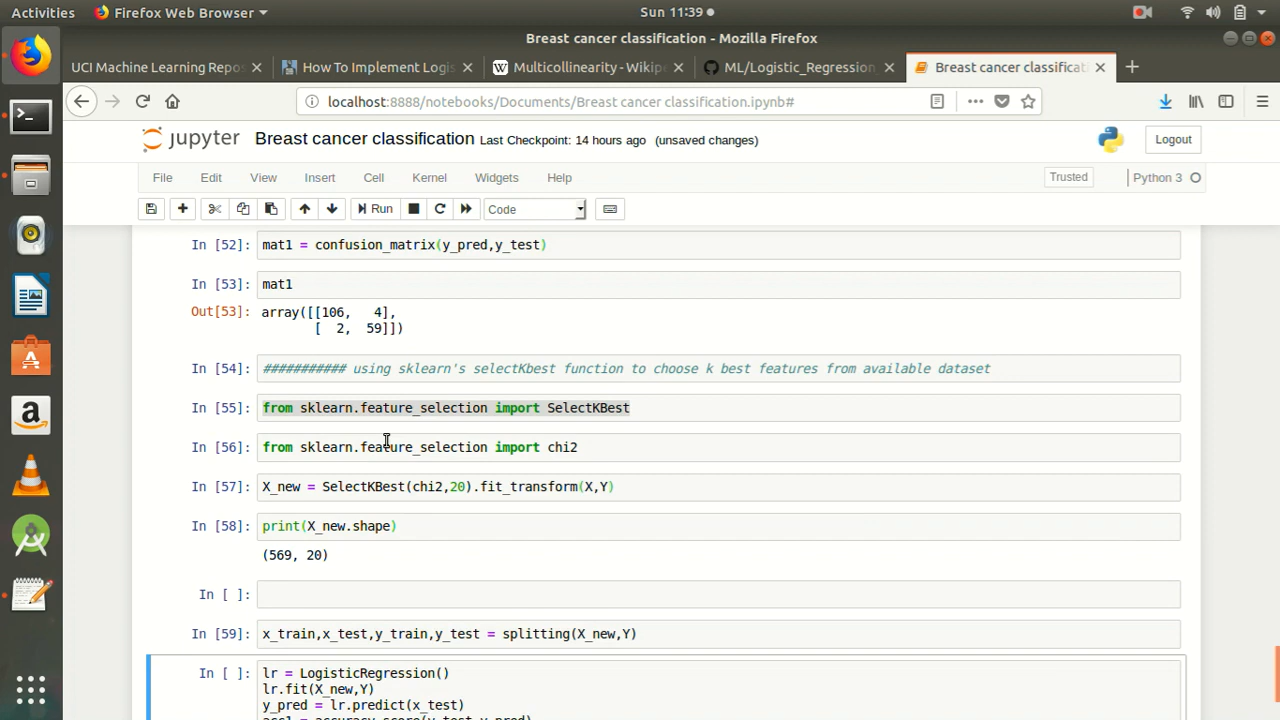 Activities Firefox Web Browser Sun 11:39
Breast cancer classification - Mozilla Firefox
UCI Machine Learning Repos How To Implement Logis Multicollinearity - Wikipe ML/Logistic_Regression Breast cancer classificati
localhost:8888/notebooks/Documents/Breast cancer classification.ipynb#
jupyter Breast cancer classification Last Checkpoint: 14 hours ago (unsaved changes) Logout
File Edit View Insert Cell Kernel Widgets Help Trusted Python 3
Run Code
In [52]: mat1 = confusion_matrix(y_pred,y_test)
In [53]: mat1
Out[53]: array([[106, 4],
[ 2, 59]])
In [54]: ########### using sklearn's selectKbest function to choose k best features from available dataset
In [55]: from sklearn.feature_selection import SelectKBest
In [56]: from sklearn.feature_selection import chi2
In [57]: X_new = SelectKBest(chi2,20).fit_transform(X,Y)
In [58]: print(X_new.shape)
(569, 20)
In [ ]:
In [59]: x_train,x_test,y_train,y_test = splitting(X_new,Y)
In [ ]: lr = LogisticRegression()
lr.fit(X_new,Y)
y_pred = lr.predict(x_test)
acc1 = accuracy_score(y_test,y_pred)